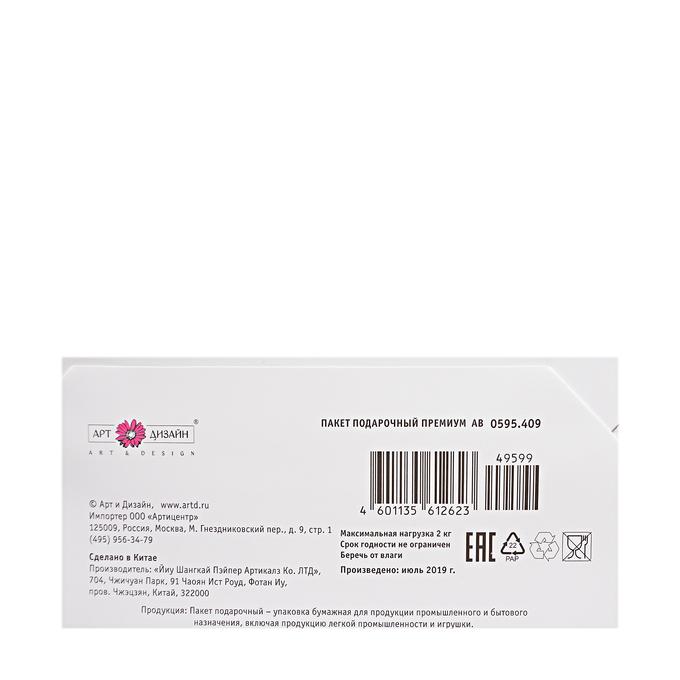 АРТ ДИЗАЙН ®
ART & DESIGN
ПАКЕТ ПОДАРОЧНЫЙ ПРЕМИУМ АВ 0595.409
49599
4 601135 612623
© Арт и Дизайн, www.artd.ru
Импортер ООО «Артицентр»
125009, Россия, Москва, М. Гнездниковский пер., д. 9, стр. 1
(495) 956-34-79
Сделано в Китае
Производитель: «Йиу Шангкай Пэйпер Артикалз Ко. ЛТД»,
704, Чжичуан Парк, 91 Чаоян Ист Роуд, Фотан Иу,
пров. Чжэцзян, Китай, 322000
Максимальная нагрузка 2 кг
Срок годности не ограничен
Беречь от влаги
Произведено: июль 2019 г.
ЕАС
22
PAP
Продукция: Пакет подарочный – упаковка бумажная для продукции промышленного и бытового
назначения, включая продукцию легкой промышленности и игрушки.